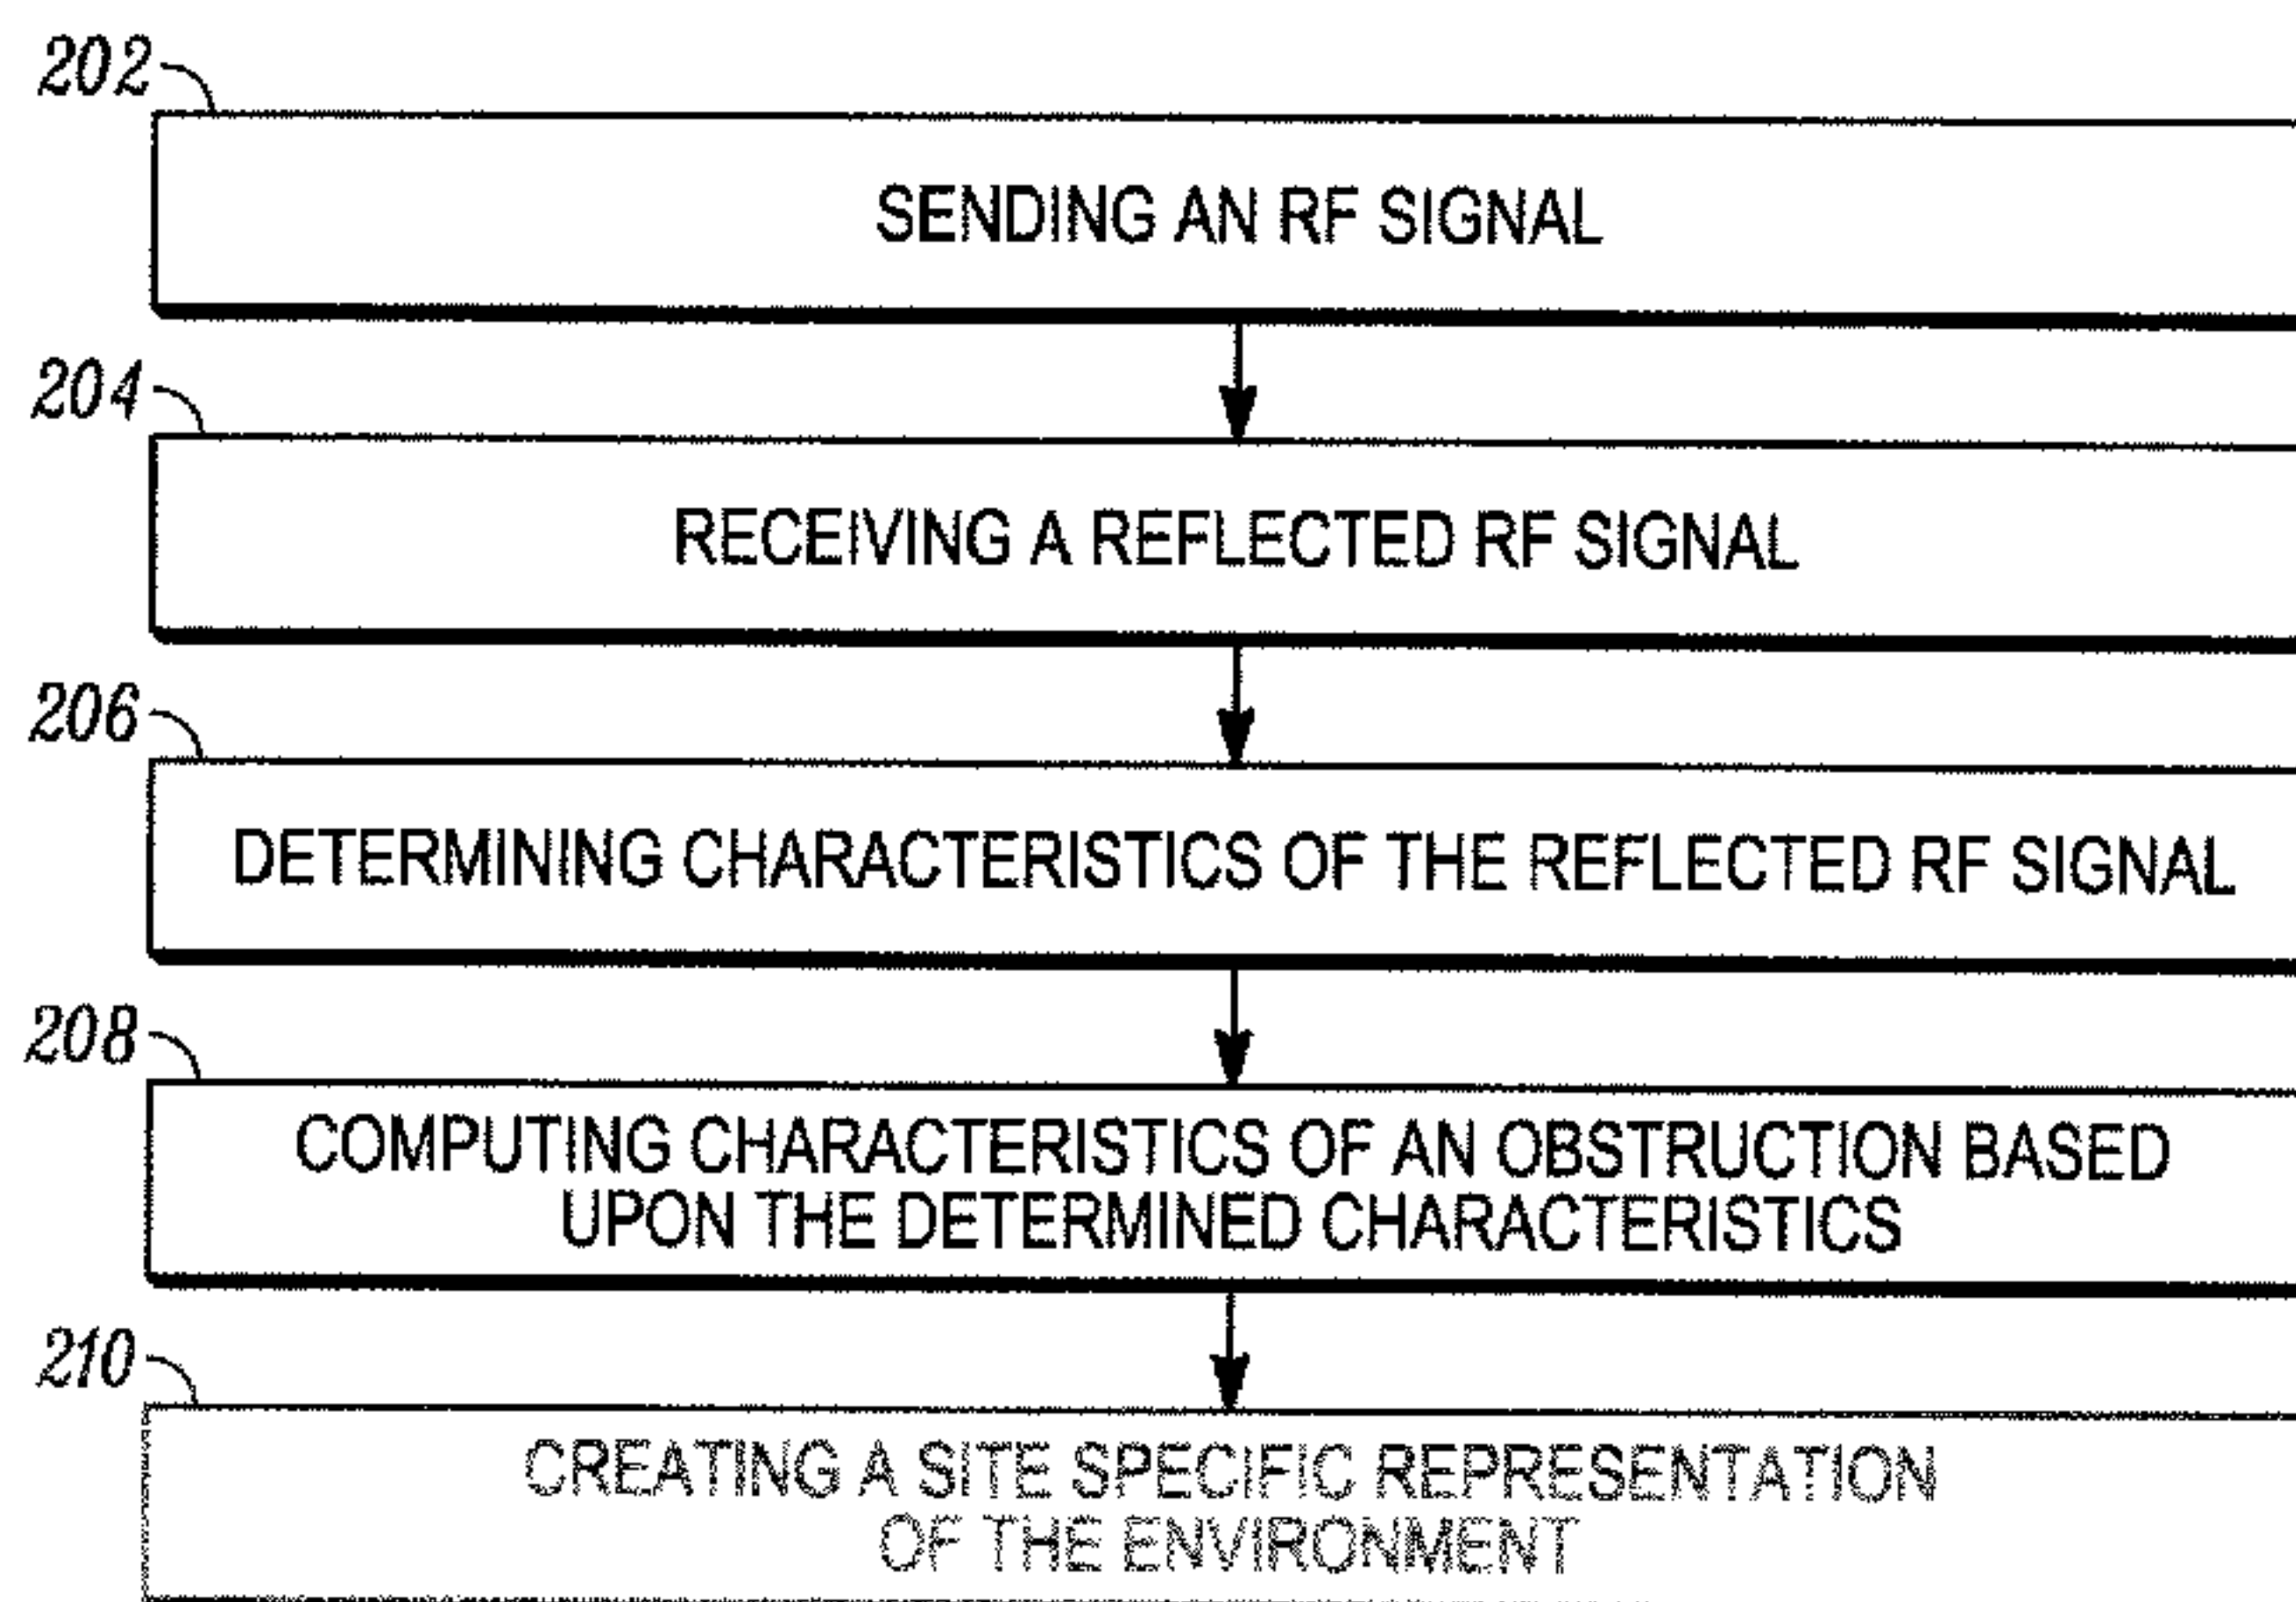 202
SENDING AN RF SIGNAL
204
RECEIVING A REFLECTED RF SIGNAL
206
DETERMINING CHARACTERISTICS OF THE REFLECTED RF SIGNAL
208
COMPUTING CHARACTERISTICS OF AN OBSTRUCTION BASED
UPON THE DETERMINED CHARACTERISTICS
210
CREATING A SITE SPECIFIC REPRESENTATION
OF THE ENVIRONMENT